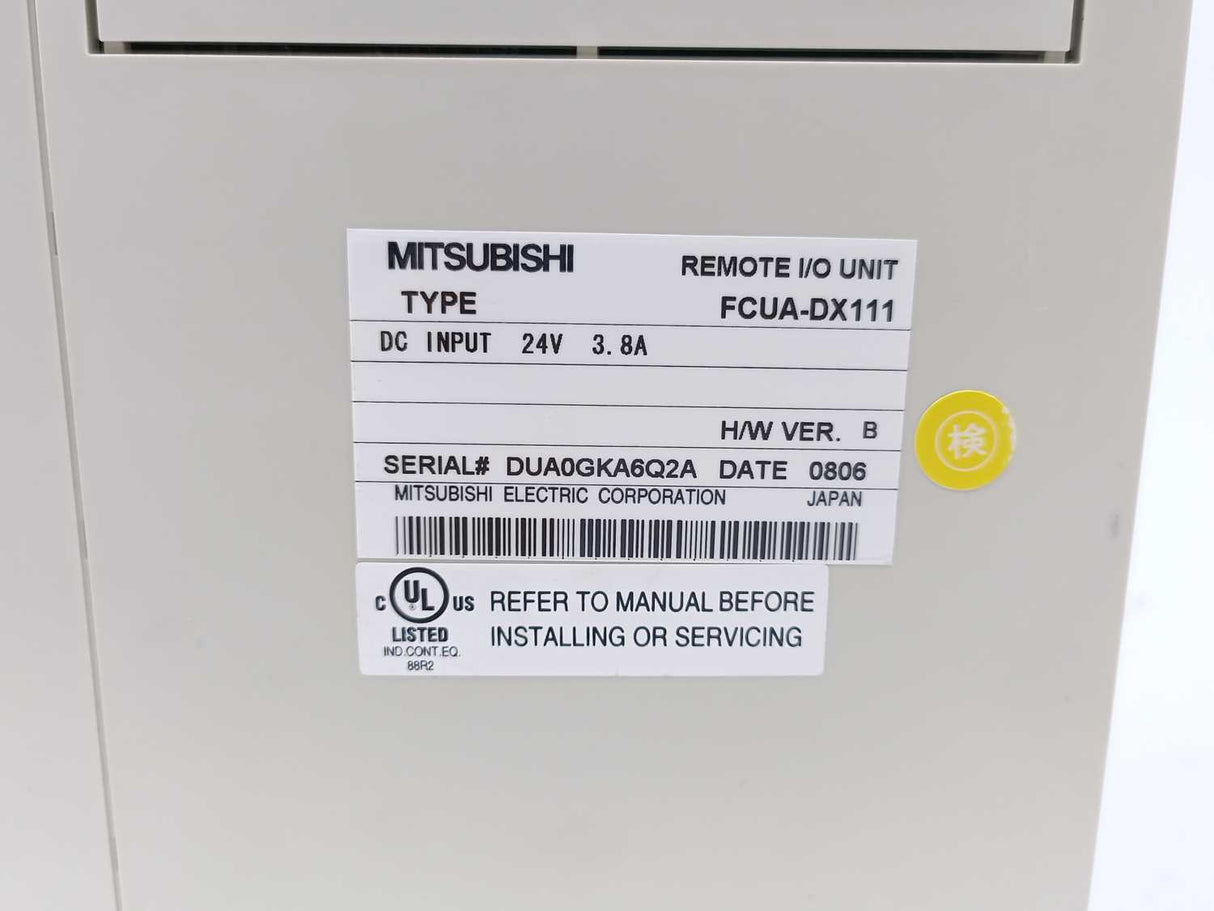 MITSUBISHI REMOTE I/O UNIT
TYPE FCUA-DX111
DC INPUT 24V 3.8A
H/W VER. B
SERIAL# DUA0GKA6Q2A DATE 0806
MITSUBISHI ELECTRIC CORPORATION JAPAN
検
C UL ® US
LISTED
IND.CONT.EQ.
88R2
REFER TO MANUAL BEFORE
INSTALLING OR SERVICING